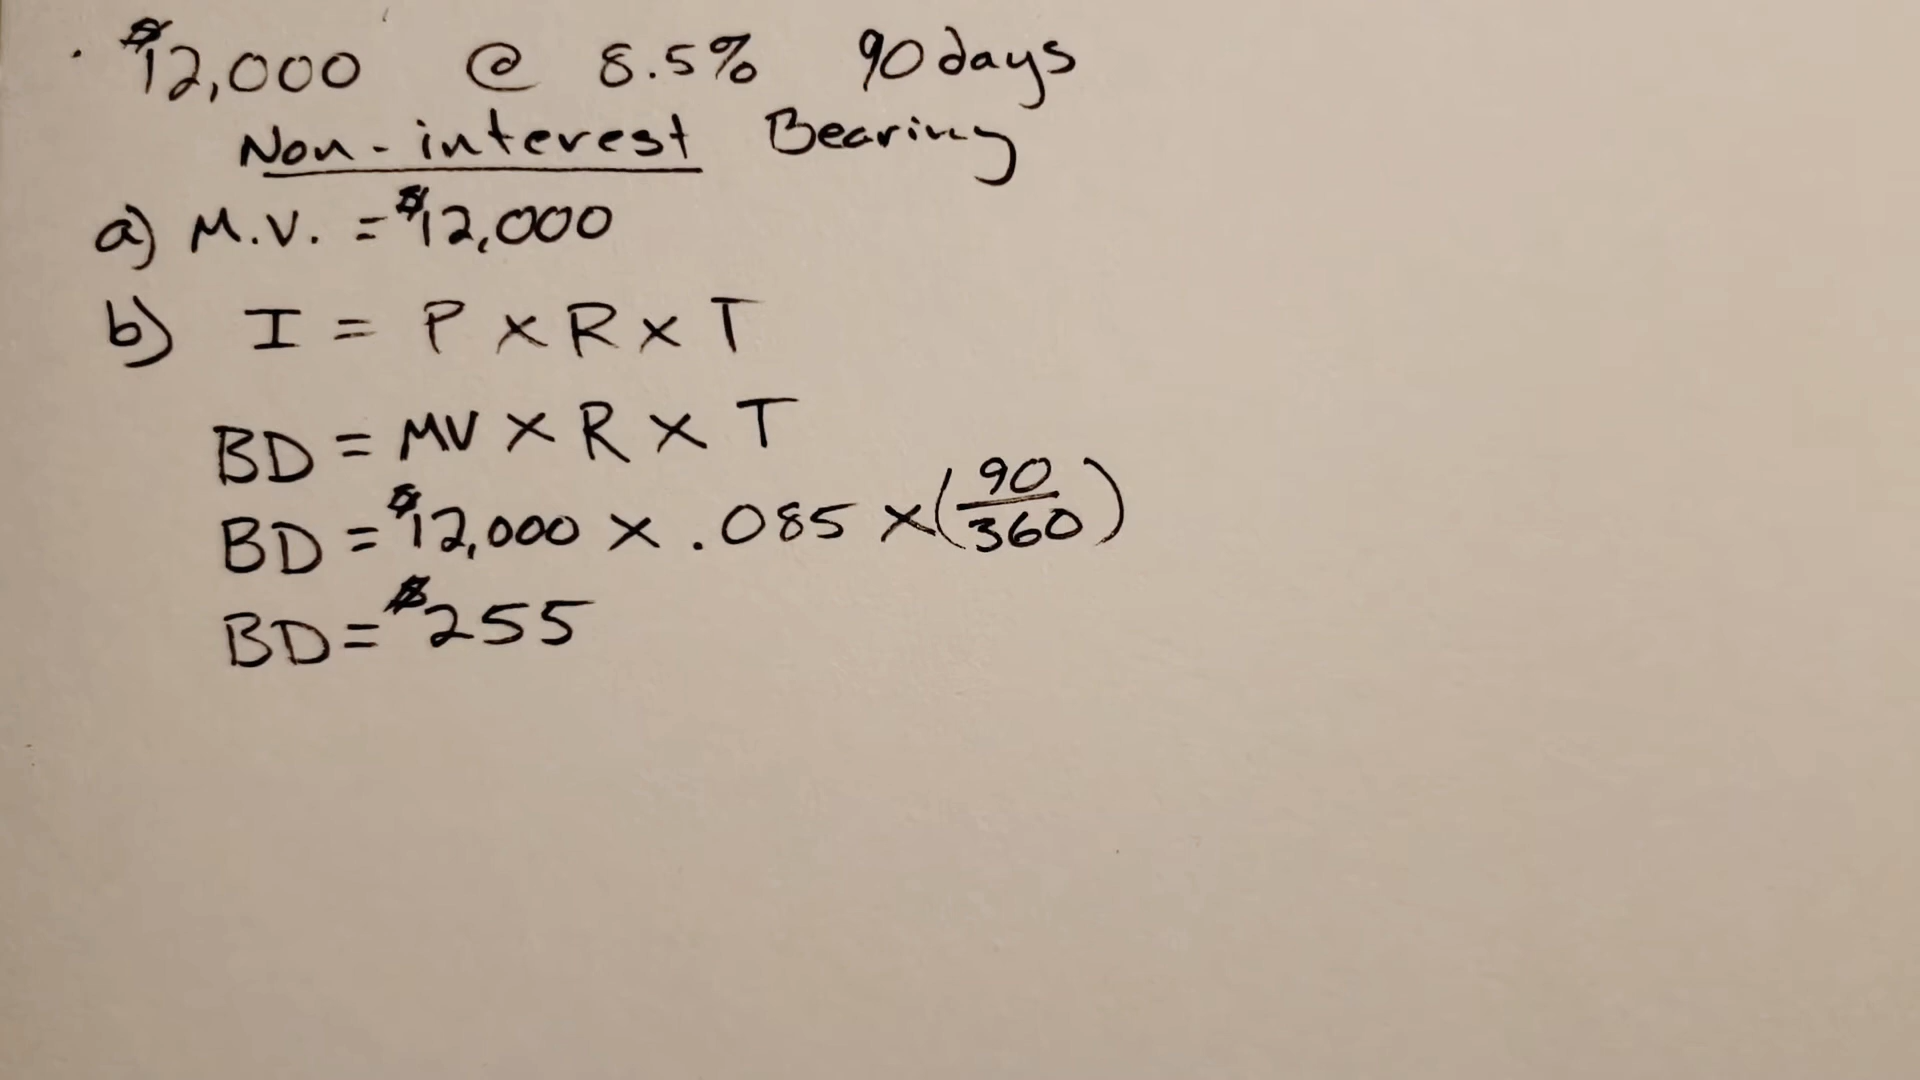 $12,000 @ 8.5% 90 days
Non-interest Bearing
a) M.V. = $12,000
b) I = P × R × T
BD = MV × R × T
BD = $12,000 × .085 × (90/360)
BD = $255